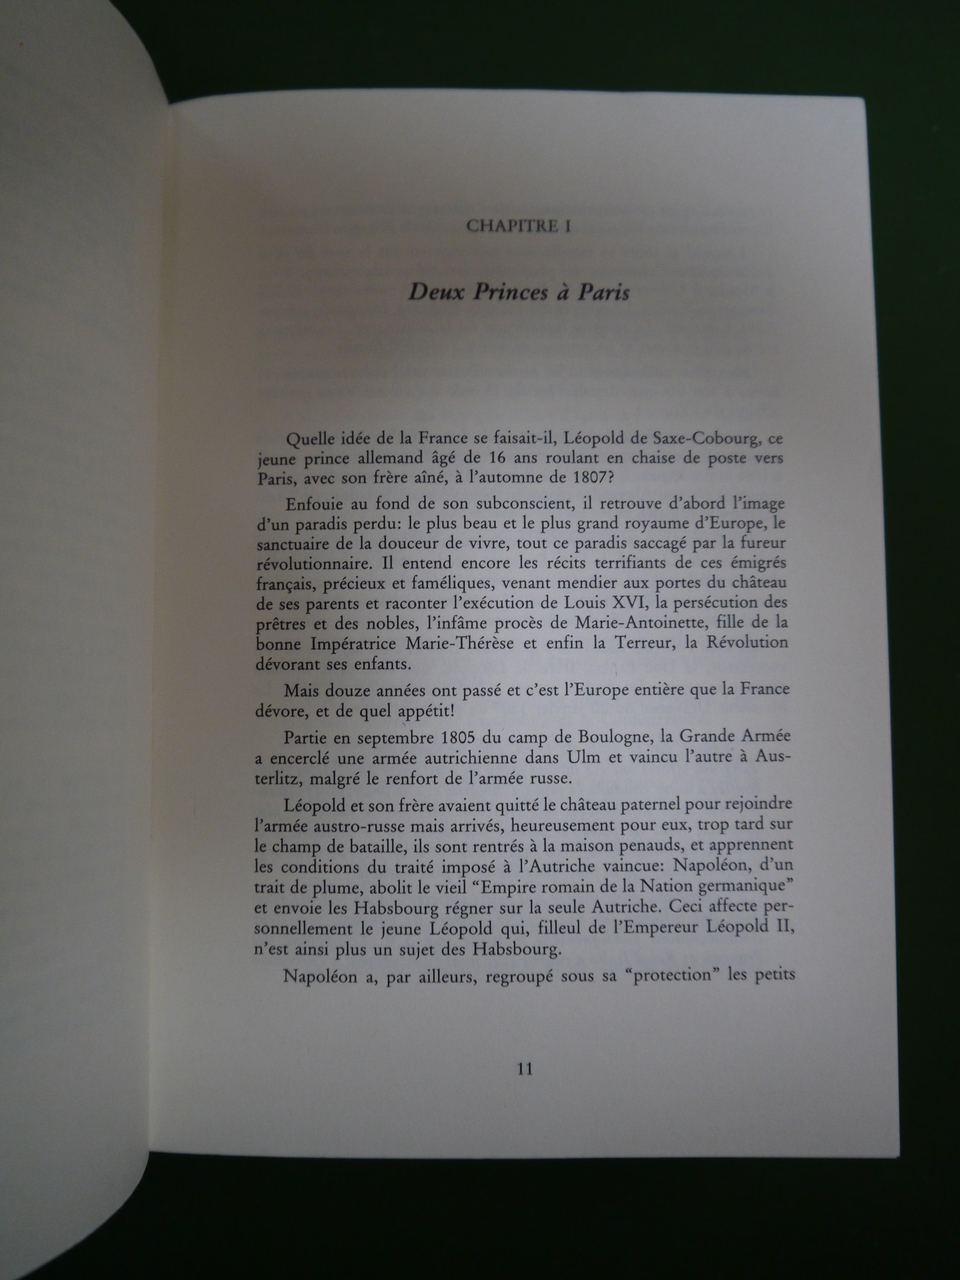 CHAPITRE I
Deux Princes à Paris
Quelle idée de la France se faisait-il, Léopold de Saxe-Cobourg, ce
jeune prince allemand âgé de 16 ans roulant en chaise de poste vers
Paris, avec son frère aîné, à l’automne de 1807?
Enfouie au fond de son subconscient, il retrouve d’abord l’image
d’un paradis perdu: le plus beau et le plus grand royaume d’Europe, le
sanctuaire de la douceur de vivre, tout ce paradis saccagé par la fureur
révolutionnaire. Il entend encore les récits terrifiants de ces émigrés
français, précieux et faméliques, venant mendier aux portes du château
de ses parents et raconter l’exécution de Louis XVI, la persécution des
prêtres et des nobles, l’infâme procès de Marie-Antoinette, fille de la
bonne Impératrice Marie-Thérèse et enfin la Terreur, la Révolution
dévorant ses enfants.
Mais douze années ont passé et c’est l’Europe entière que la France
dévore, et de quel appétit!
Partie en septembre 1805 du camp de Boulogne, la Grande Armée
a encerclé une armée autrichienne dans Ulm et vaincu l’autre à Aus-
terlitz, malgré le renfort de l’armée russe.
Léopold et son frère avaient quitté le château paternel pour rejoindre
l’armée austro-russe mais arrivés, heureusement pour eux, trop tard sur
le champ de bataille, ils sont rentrés à la maison penauds, et apprennent
les conditions du traité imposé à l’Autriche vaincue: Napoléon, d’un
trait de plume, abolit le vieil “Empire romain de la Nation germanique”
et envoie les Habsbourg régner sur la seule Autriche. Ceci affecte per-
sonnellement le jeune Léopold qui, filleul de l’Empereur Léopold II,
n’est ainsi plus un sujet des Habsbourg.
Napoléon a, par ailleurs, regroupé sous sa “protection” les petits
11